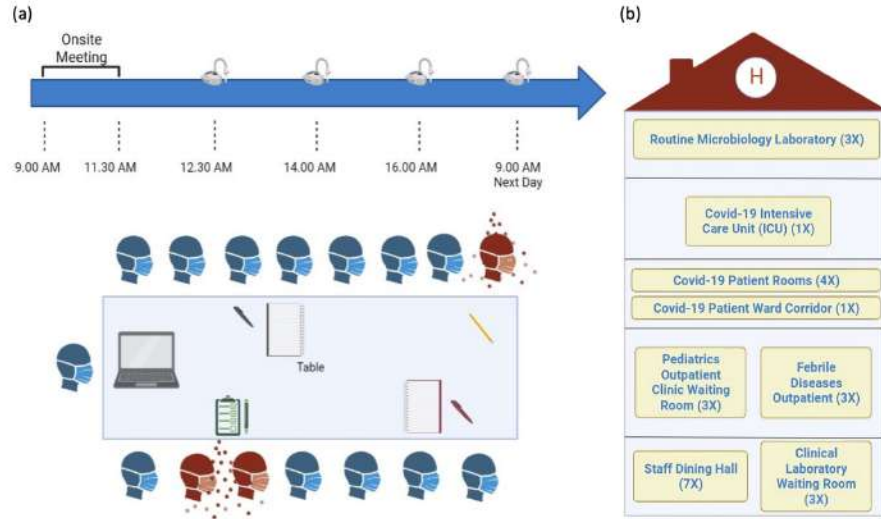 (a)
Onsite
Meeting
9.00 AM
11.30 AM
12.30 AM
14.00 AM
16.00 AM
9.00 AM
Next Day
Table
(b)
H
Routine Microbiology Laboratory (3X)
Covid-19 Intensive
Care Unit (ICU) (1X)
Covid-19 Patient Rooms (4X)
Covid-19 Patient Ward Corridor (1X)
Pediatrics
Outpatient
Clinic Waiting
Room (3X)
Febrile
Diseases
Outpatient (3X)
Staff Dining Hall
(7X)
Clinical
Laboratory
Waiting Room
(3X)